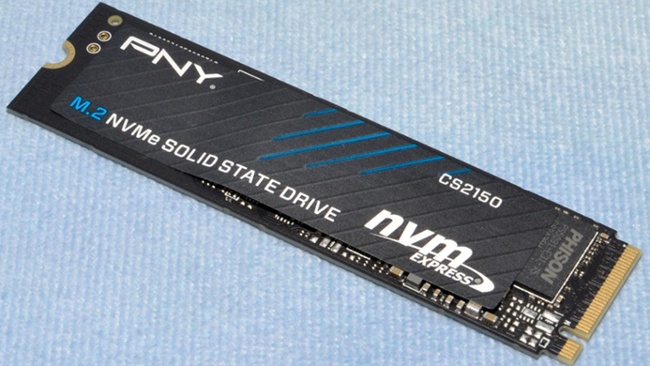 PNY®
M.2 NVMe SOLID STATE DRIVE
CS2150
nvm
EXPRESS®
PHISON